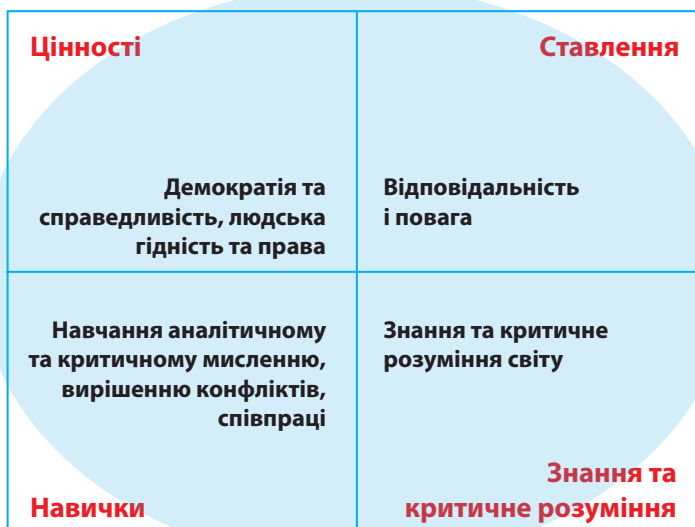 Цінності
Ставлення
Демократія та
справедливість, людська
гідність та права
Відповідальність
і повага
Навчання аналітичному
та критичному мисленню,
вирішенню конфліктів,
співпраці
Знання та критичне
розуміння світу
Навички
Знання та
критичне розуміння